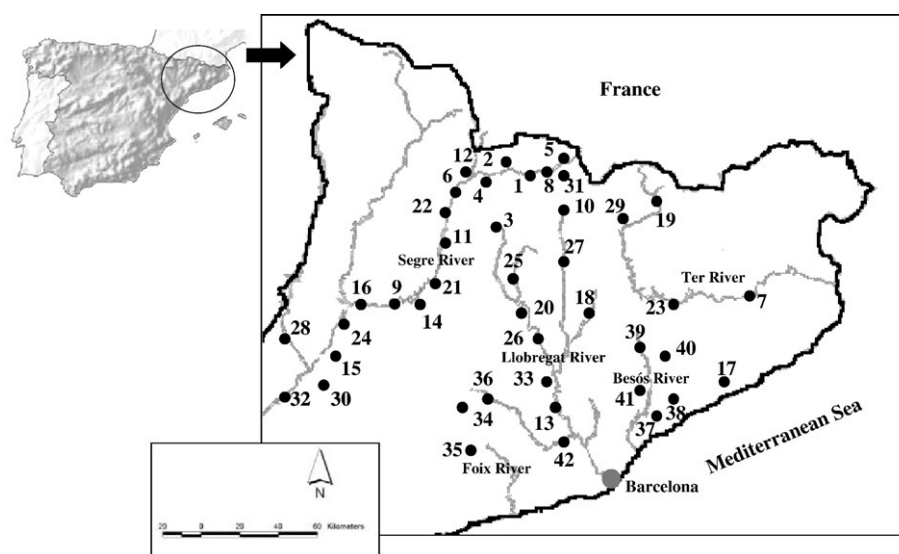 France
5
12 2
6 4 1 8 31
10
22 3 29 19
11 27
Segre River
25
Ter River
16 9 21
14 20 18 23 7
28 24 26 39
Llobregat River
40
15 33 Besós River 17
36
32 30 41
34 13 37 38
35 42
Foix River
Mediterranean Sea
Barcelona
N
20 0 20 40 60 Kilometers